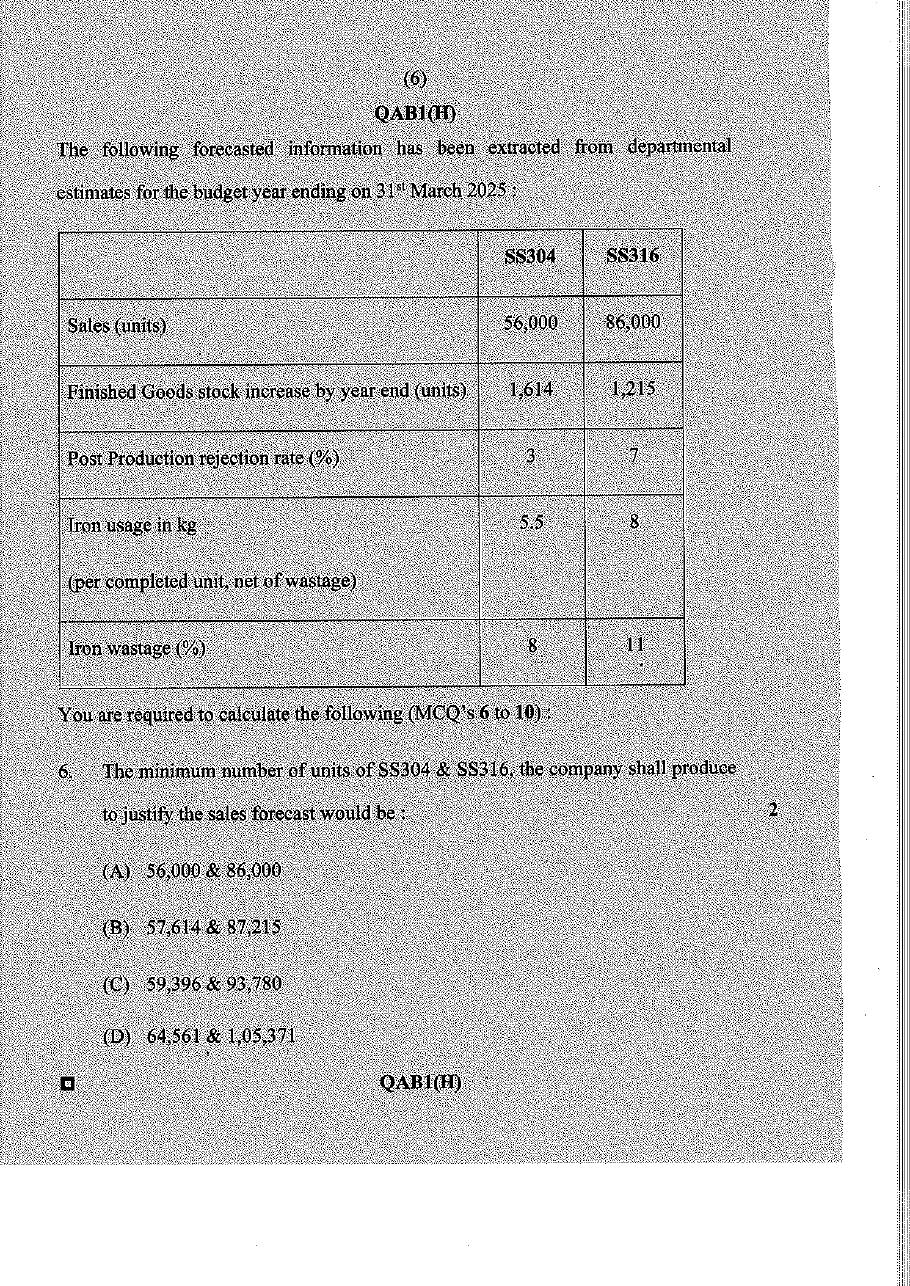 (6)
QAB1(H)
The following forecasted information has been extracted from departmental
estimates for the budget year ending on 31st March 2025 :
SS304 SS316
Sales (units) 56,000 86,000
Finished Goods stock increase by year end (units) 1,614 1,215
Post Production rejection rate (%) 3 7
Iron usage in kg 5.5 8
(per completed unit, net of wastage)
Iron wastage (%) 8 11
You are required to calculate the following (MCQ's 6 to 10) :
6. The minimum number of units of SS304 & SS316, the company shall produce
to justify the sales forecast would be : 2
(A) 56,000 & 86,000
(B) 57,614 & 87,215
(C) 59,396 & 93,780
(D) 64,561 & 1,05,371
QAB1(H)